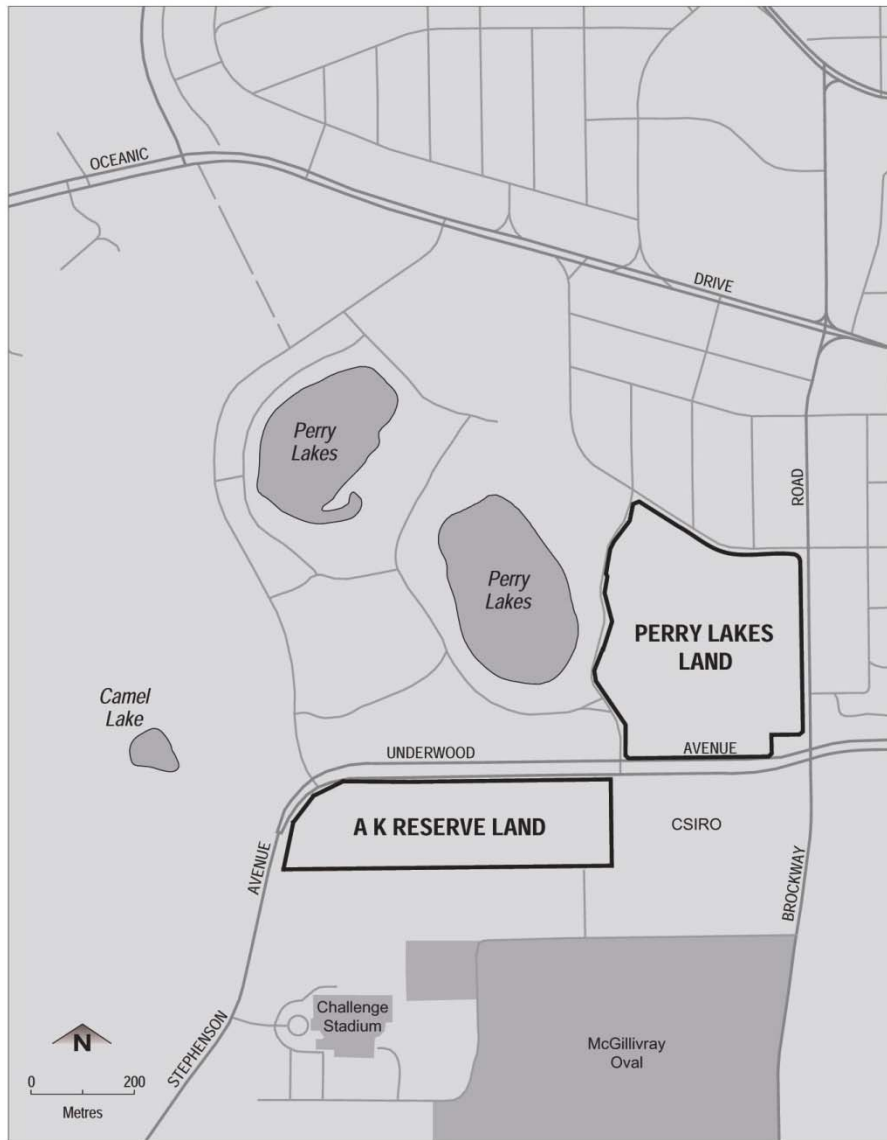 OCEANIC
DRIVE
Perry
Lakes
ROAD
Perry
Lakes
PERRY LAKES
LAND
Camel
Lake
UNDERWOOD
AVENUE
A K RESERVE LAND
CSIRO
AVENUE
BROCKWAY
Challenge
Stadium
McGillivray
Oval
STEPHENSON
N
0 200
Metres